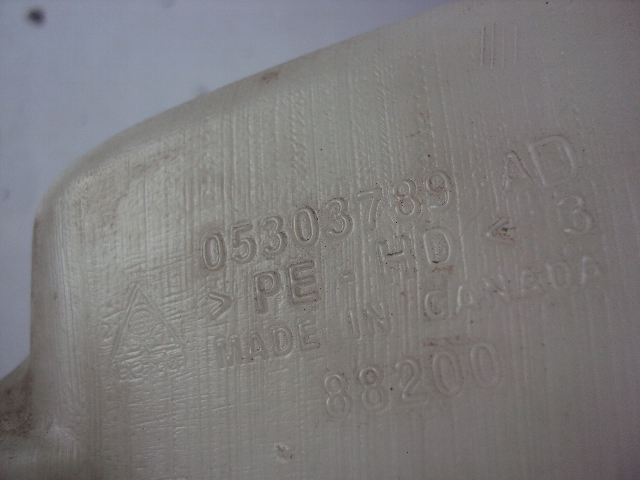 05303789 AD
>PE-HD< 3
MADE IN CANADA
88200